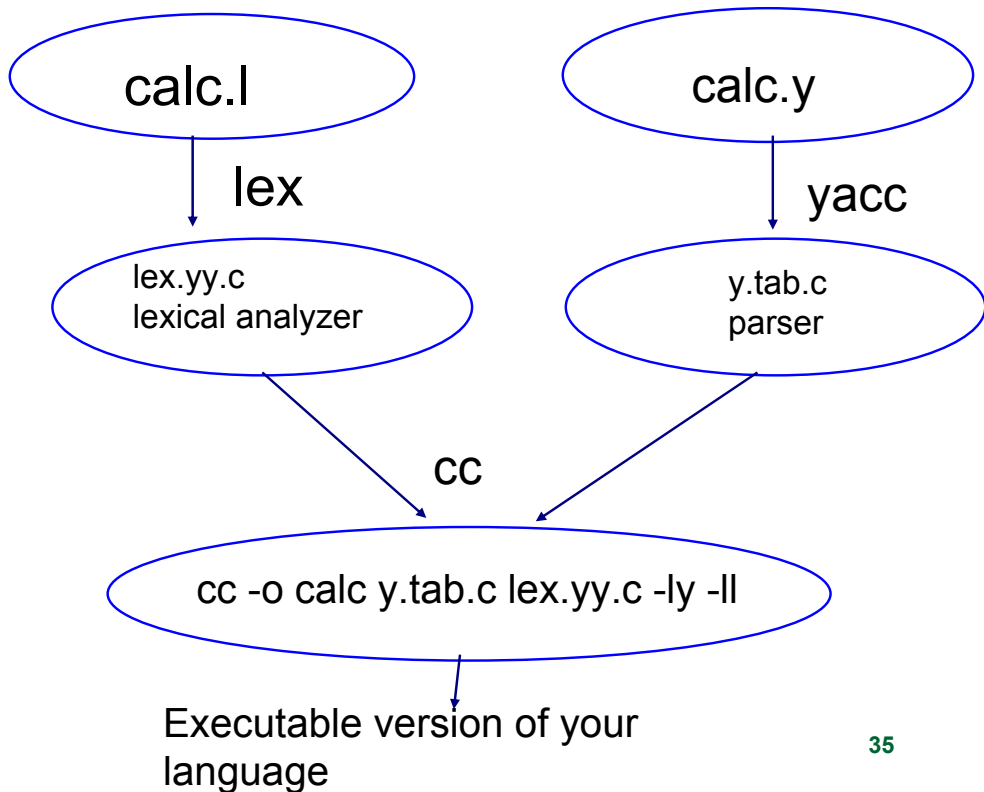 calc.l
calc.y
lex
yacc
lex.yy.c
lexical analyzer
y.tab.c
parser
cc
cc -o calc y.tab.c lex.yy.c -ly -ll
Executable version of your
language
35